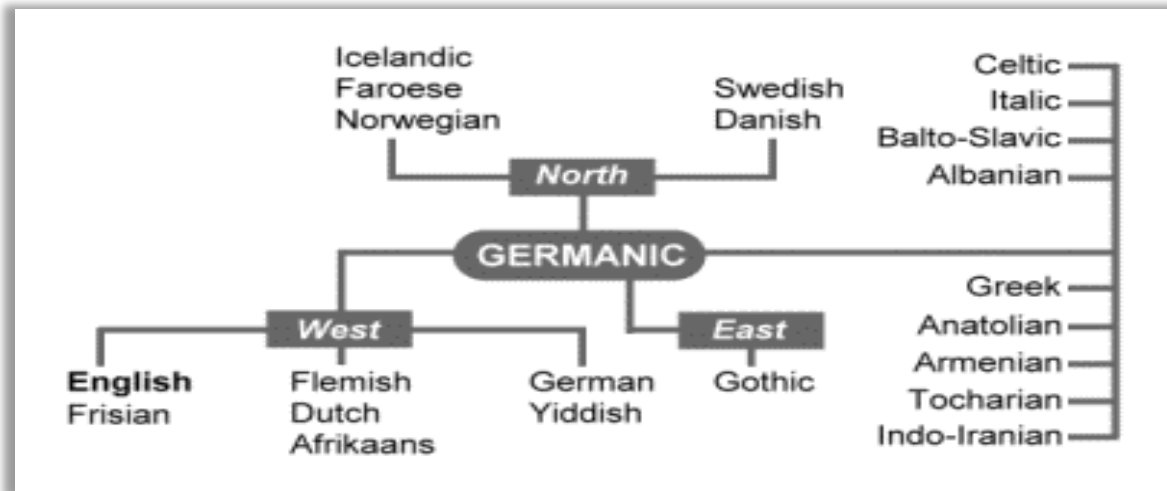 Icelandic
Faroese
Norwegian
Swedish
Danish
North
Celtic
Italic
Balto-Slavic
Albanian
GERMANIC
Greek
Anatolian
Armenian
Tocharian
Indo-Iranian
West
East
English
Frisian
Flemish
Dutch
Afrikaans
German
Yiddish
Gothic